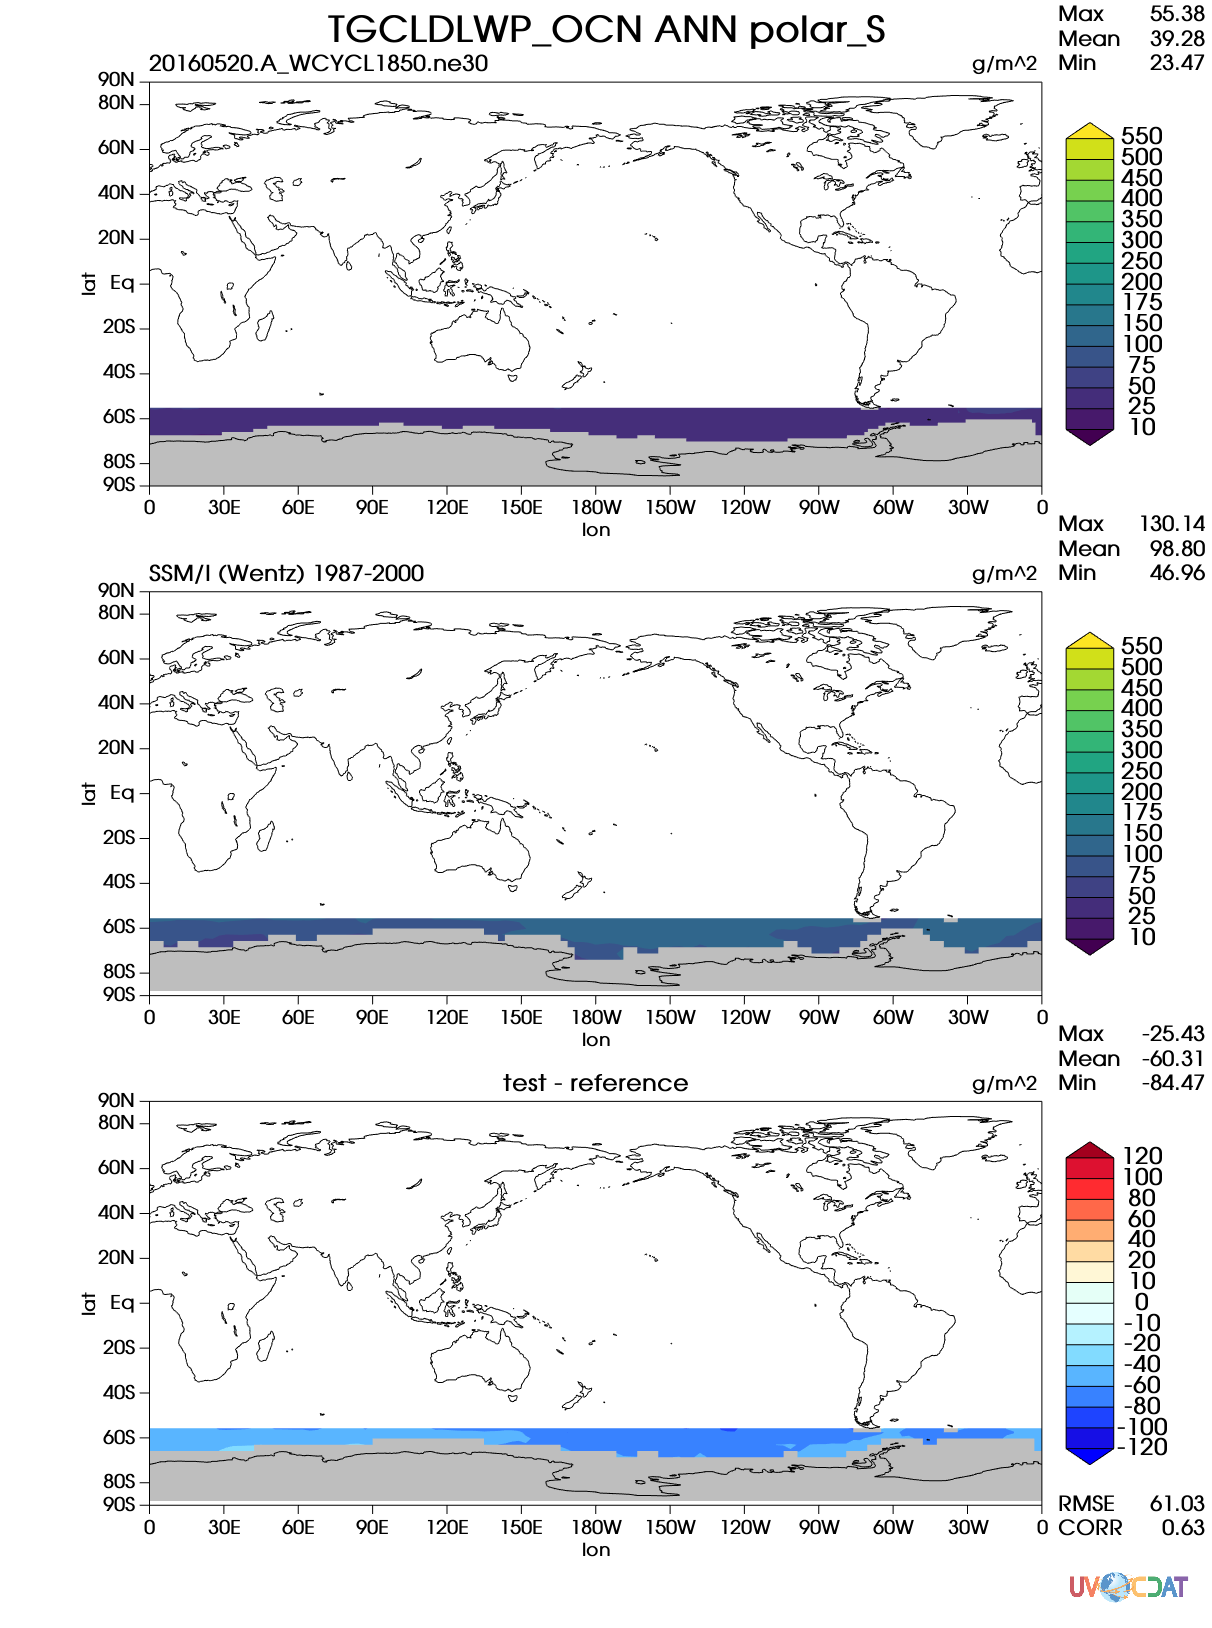 TGCLDLWP_OCN ANN polar_S
Max 55.38
Mean 39.28
Min 23.47
20160520.A_WCYCL1850.ne30 g/m^2
90N
80N
60N
40N
20N
Eq
20S
40S
60S
80S
90S
lat
0 30E 60E 90E 120E 150E 180W 150W 120W 90W 60W 30W 0
lon
550
500
450
400
350
300
250
200
175
150
100
75
50
25
10
Max 130.14
Mean 98.80
Min 46.96
SSM/I (Wentz) 1987-2000 g/m^2
90N
80N
60N
40N
20N
Eq
20S
40S
60S
80S
90S
lat
0 30E 60E 90E 120E 150E 180W 150W 120W 90W 60W 30W 0
lon
550
500
450
400
350
300
250
200
175
150
100
75
50
25
10
Max -25.43
Mean -60.31
Min -84.47
test - reference g/m^2
90N
80N
60N
40N
20N
Eq
20S
40S
60S
80S
90S
lat
0 30E 60E 90E 120E 150E 180W 150W 120W 90W 60W 30W 0
lon
120
100
80
60
40
20
10
0
-10
-20
-40
-60
-80
-100
-120
RMSE 61.03
CORR 0.63
UV CDAT